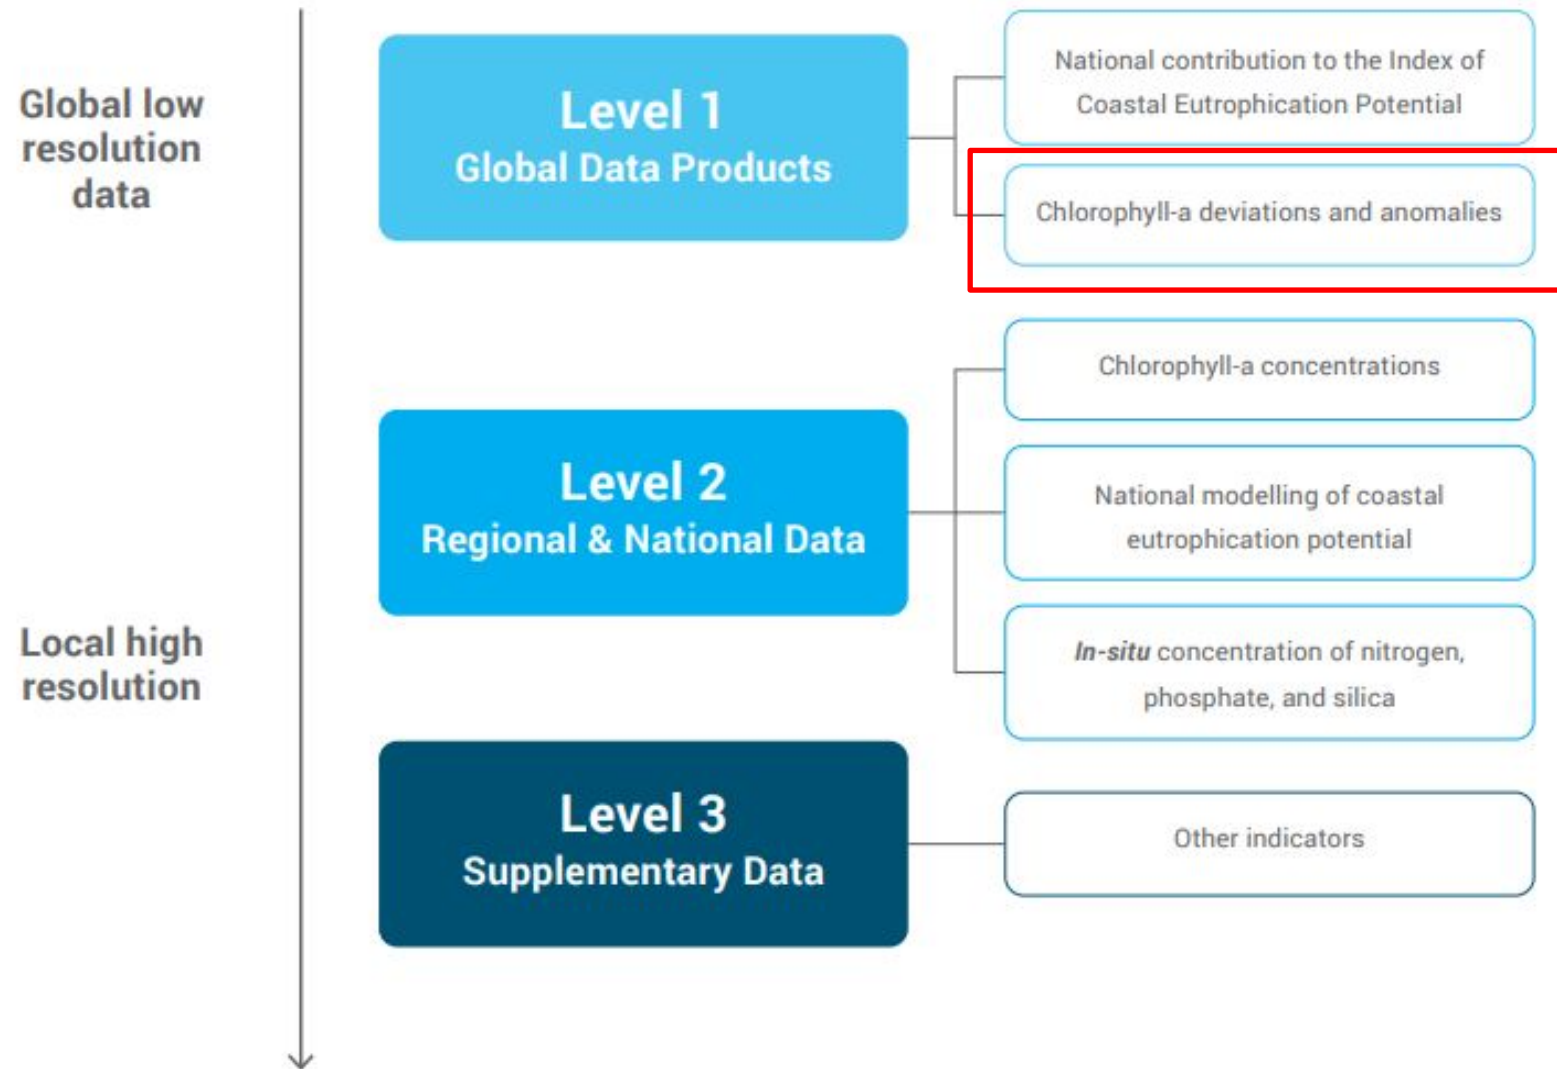 Global low
resolution
data
Level 1
Global Data Products
National contribution to the Index of
Coastal Eutrophication Potential
Chlorophyll-a deviations and anomalies
Level 2
Regional & National Data
Chlorophyll-a concentrations
National modelling of coastal
eutrophication potential
In-situ concentration of nitrogen,
phosphate, and silica
Local high
resolution
Level 3
Supplementary Data
Other indicators